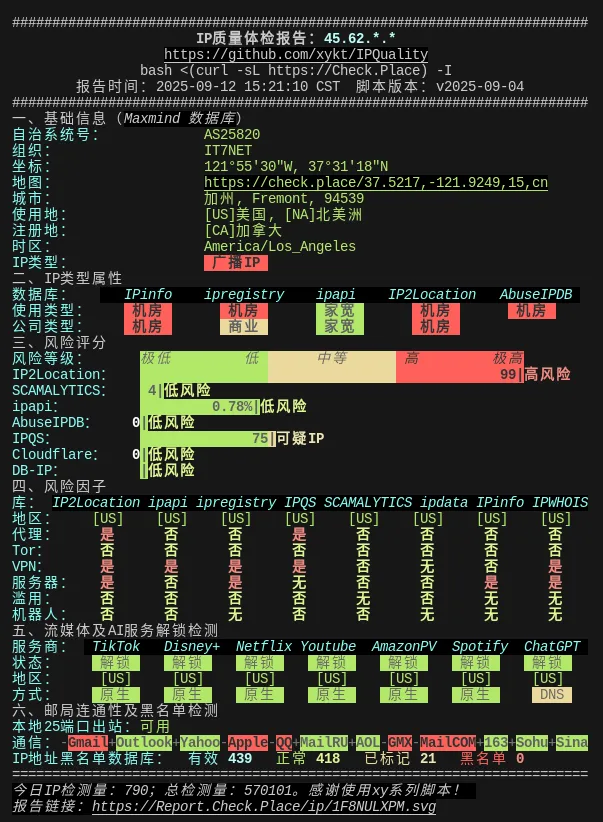 ########################################################################
IP质量体检报告：45.62.*.*
https://github.com/xykt/IPQuality
bash <(curl -sL https://Check.Place) -I
报告时间：2025-09-12 15:21:10 CST 脚本版本：v2025-09-04
########################################################################
一、基础信息（Maxmind 数据库）
自治系统号： AS25820
组织： IT7NET
坐标： 121°55'30"W, 37°31'18"N
地图： https://check.place/37.5217,-121.9249,15,cn
城市： 加州, Fremont, 94539
使用地： [US]美国, [NA]北美洲
注册地： [CA]加拿大
时区： America/Los_Angeles
IP类型： 广播IP
二、IP类型属性
数据库： IPinfo ipregistry ipapi IP2Location AbuseIPDB
使用类型： 机房 机房 家宽 机房 机房
公司类型： 机房 商业 家宽 机房
三、风险评分
风险等级： 极低 低 中等 高 极高
IP2Location： 99|高风险
SCAMALYTICS： 4|低风险
ipapi： 0.78%|低风险
AbuseIPDB： 0|低风险
IPQS： 75|可疑IP
Cloudflare： 0|低风险
DB-IP： |低风险
四、风险因子
库： IP2Location ipapi ipregistry IPQS SCAMALYTICS ipdata IPinfo IPWHOIS
地区： [US] [US] [US] [US] [US] [US] [US] [US]
代理： 是 否 否 是 否 否 否 否
Tor： 否 否 否 否 否 否 否 否
VPN： 是 是 是 是 否 无 是 否
服务器： 是 否 是 无 否 否 是 是
滥用： 否 否 否 否 无 否 无 无
机器人： 否 否 无 否 否 无 无 无
五、流媒体及AI服务解锁检测
服务商： TikTok Disney+ Netflix Youtube AmazonPV Spotify ChatGPT
状态： 解锁 解锁 解锁 解锁 解锁 解锁 解锁
地区： [US] [US] [US] [US] [US] [US] [US]
方式： 原生 原生 原生 原生 原生 原生 DNS
六、邮局连通性及黑名单检测
本地25端口出站：可用
通信：-Gmail+Outlook+Yahoo-Apple-QQ+MailRU+AOL-GMX-MailCOM+163+Sohu+Sina
IP地址黑名单数据库： 有效 439 正常 418 已标记 21 黑名单 0
========================================================================
今日IP检测量：790；总检测量：570101。感谢使用xy系列脚本！
报告链接：https://Report.Check.Place/ip/1F8NULXPM.svg